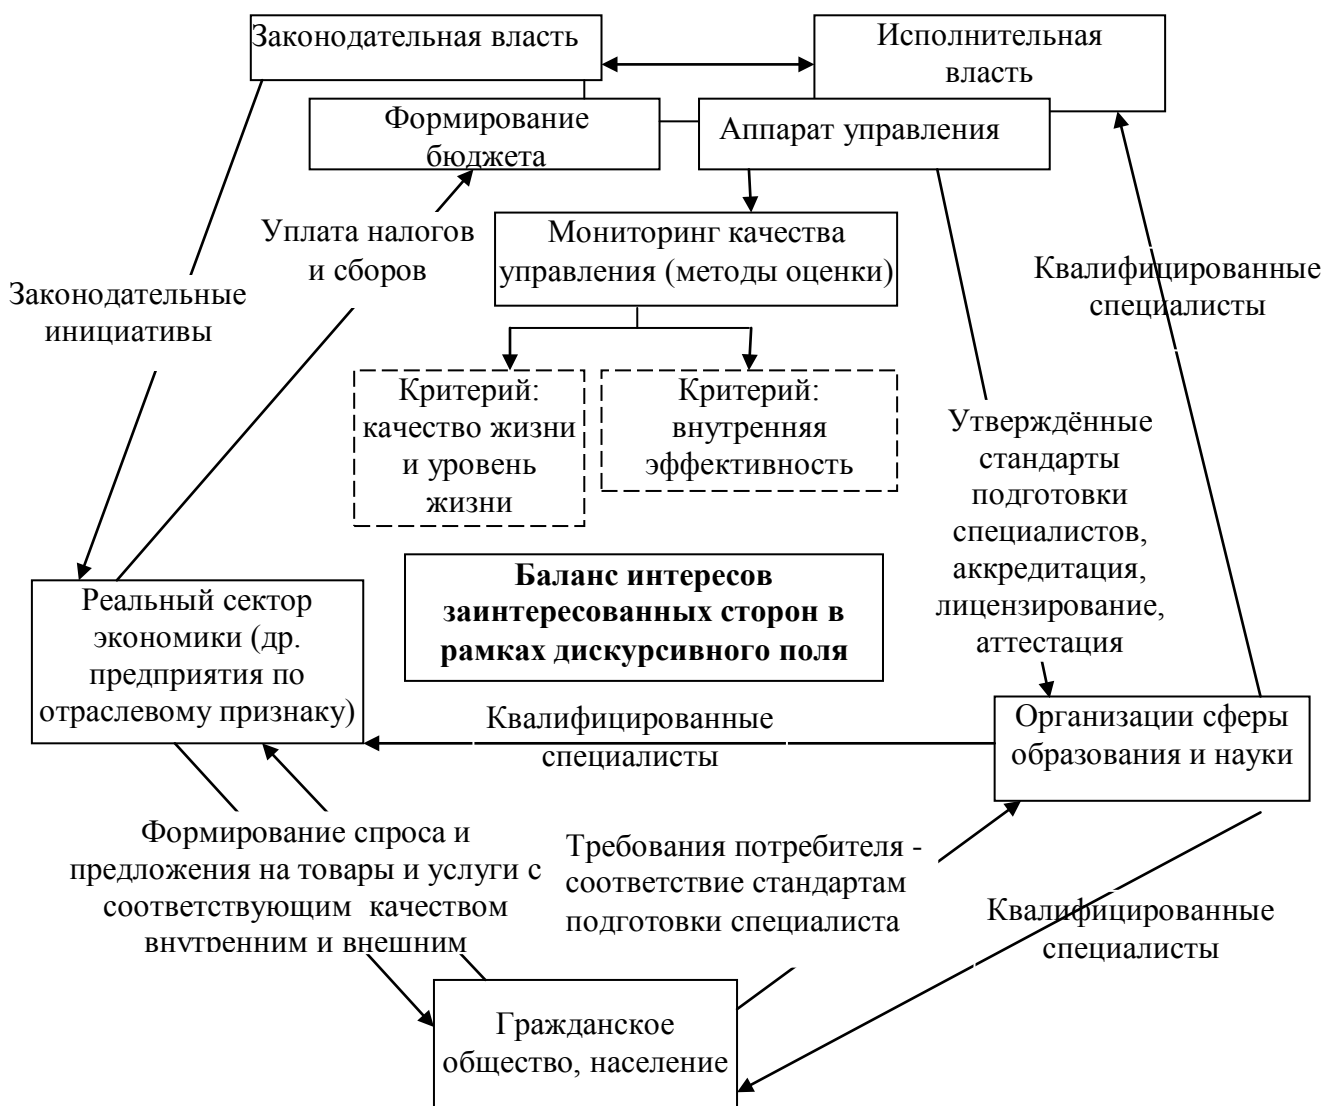 Законодательная власть
Исполнительная
власть
Формирование
бюджета
Аппарат управления
Уплата налогов
и сборов
Мониторинг качества
управления (методы оценки)
Квалифицированные
специалисты
Законодательные
инициативы
Критерий:
качество жизни
и уровень
жизни
Критерий:
внутренняя
эффективность
Утверждённые
стандарты
подготовки
специалистов,
аккредитация,
лицензирование,
аттестация
Баланс интересов
заинтересованных сторон в
рамках дискурсивного поля
Реальный сектор
экономики (др.
предприятия по
отраслевому признаку)
Квалифицированные
специалисты
Организации сферы
образования и науки
Формирование спроса и
предложения на товары и услуги с
соответствующим качеством
внутренним и внешним
Требования потребителя -
соответствие стандартам
подготовки специалиста
Квалифицированные
специалисты
Гражданское
общество, население